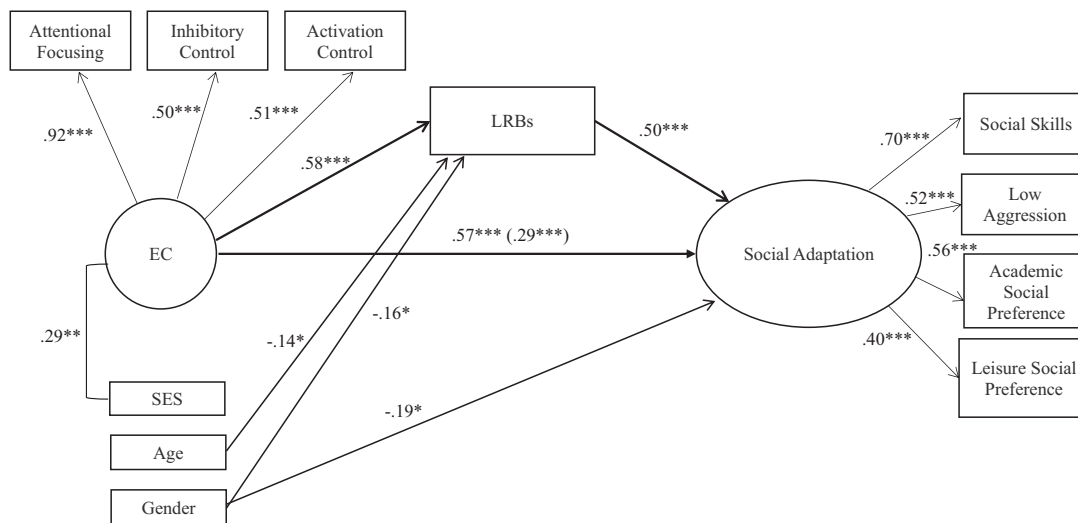 Attentional
Focusing
Inhibitory
Control
Activation
Control
.92***
.50***
.51***
LRBs
.58***
.50***
Social Skills
.70***
Low
Aggression
.52***
EC
.57*** (.29***)
Social Adaptation
.56***
Academic
Social
Preference
.29**
-.14*
-.16*
.40***
Leisure Social
Preference
SES
-.19*
Age
Gender